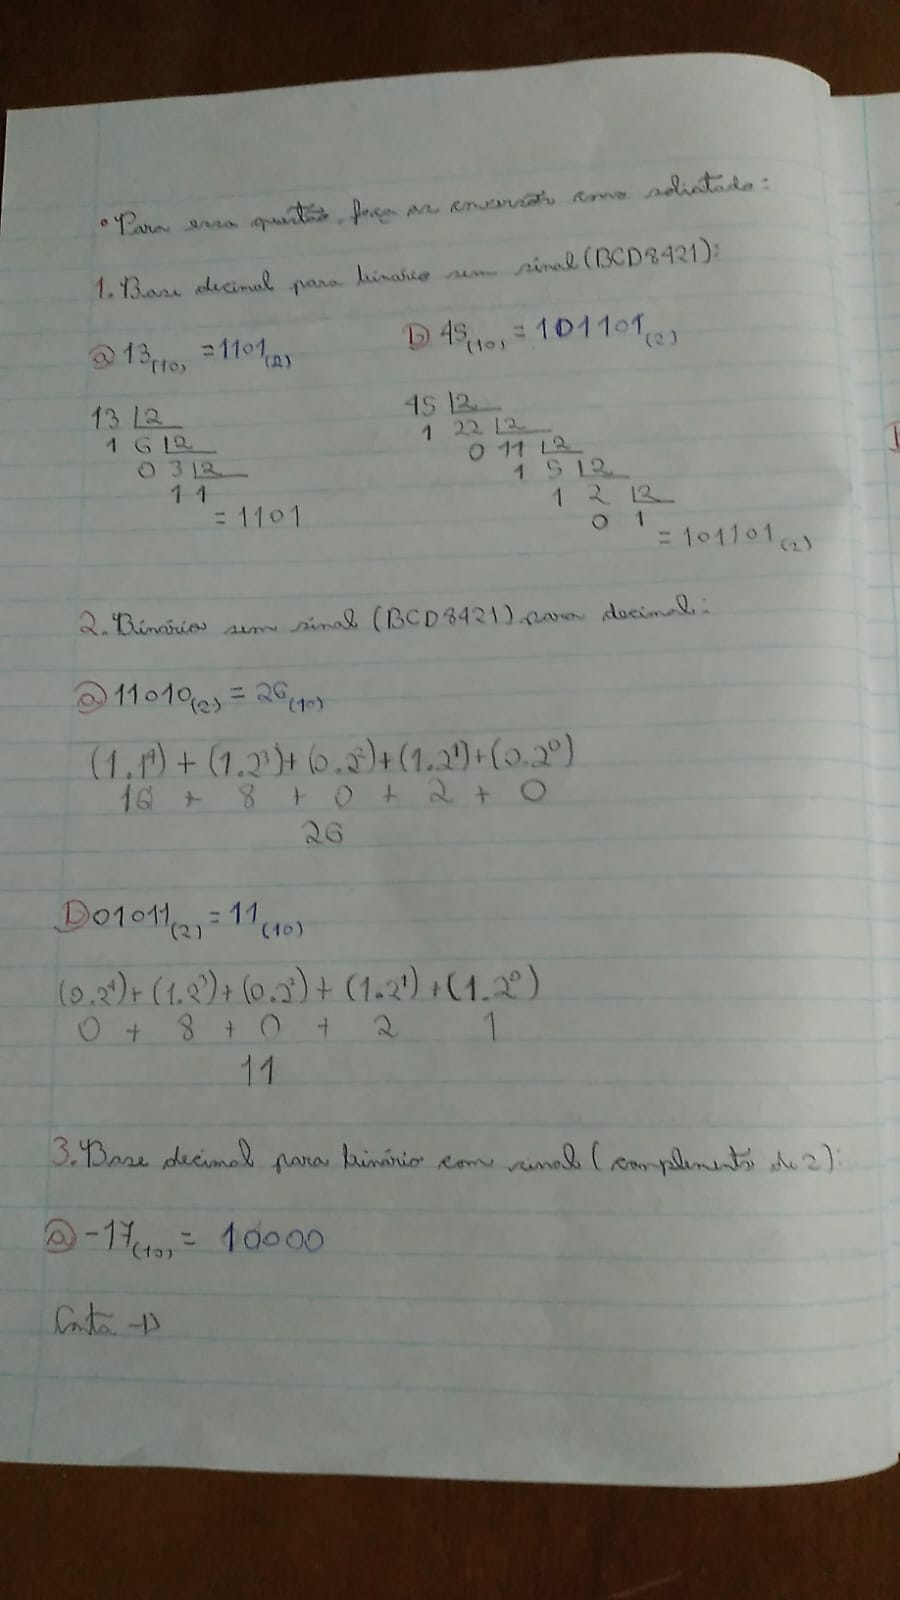 • Para essa questão, faça as conversões como solicitado:
1. Base decimal para binário sem sinal (BCD8421):
a 13(10) = 1101(2) b 45(10) = 101101(2)
13 |2 45 |2
1 6 |2 1 22 |2
0 3 |2 0 11 |2
1 1 1 5 |2
= 1101 1 2 |2
0 1
= 101101(2)
2. Binário sem sinal (BCD8421) para decimal:
a 11010(2) = 26(10)
(1.1⁴) + (1.2³) + (0.2²) + (1.2¹) + (0.2⁰)
16 + 8 + 0 + 2 + 0
26
b 01011(2) = 11(10)
(0.2⁴) + (1.2³) + (0.2²) + (1.2¹) + (1.2⁰)
0 + 8 + 0 + 2 1
11
3. Base decimal para binário com sinal (complemento de 2):
a -17(10) = 10000
Conta →